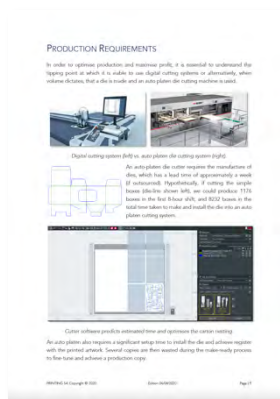 PRODUCTION REQUIREMENTS
In order to optimise production and maximise profit, it is essential to understand the
tipping point at which it is viable to use digital cutting systems or alternatively, when
volume dictates, that a die is made and an auto platen die cutting machine is used.
Digital cutting system (left) vs. auto platen die cutting system (right).
An auto-platen die cutter requires the manufacture of
dies, which has a lead time of approximately a week
(if outsourced). Hypothetically, if cutting the simple
boxes (die-line shown left), we could produce 1176
boxes in the first 8-hour shift, and 8232 boxes in the
total time taken to make and install the die into an auto
platen cutting system.
Cutter software predicts estimated time and optimises the carton nesting
An auto platen also requires a significant setup time to install the die and achieve register
with the printed artwork. Several copies are then wasted during the make-ready process
to fine tune and achieve a production copy.
Copyright © 2020
Page